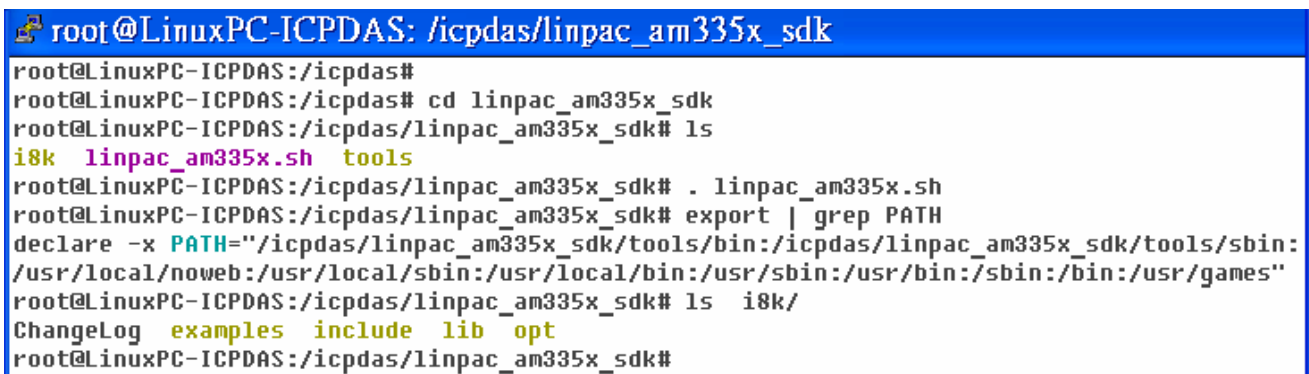 root@LinuxPC-ICPDAS: /icpdas/linpac_am335x_sdk
root@LinuxPC-ICPDAS:/icpdas#
root@LinuxPC-ICPDAS:/icpdas# cd linpac_am335x_sdk
root@LinuxPC-ICPDAS:/icpdas/linpac_am335x_sdk# ls
i8k  linpac_am335x.sh  tools
root@LinuxPC-ICPDAS:/icpdas/linpac_am335x_sdk# . linpac_am335x.sh
root@LinuxPC-ICPDAS:/icpdas/linpac_am335x_sdk# export | grep PATH
declare -x PATH="/icpdas/linpac_am335x_sdk/tools/bin:/icpdas/linpac_am335x_sdk/tools/sbin:
/usr/local/noweb:/usr/local/sbin:/usr/local/bin:/usr/sbin:/usr/bin:/sbin:/bin:/usr/games"
root@LinuxPC-ICPDAS:/icpdas/linpac_am335x_sdk# ls  i8k/
ChangeLog  examples  include  lib  opt
root@LinuxPC-ICPDAS:/icpdas/linpac_am335x_sdk#